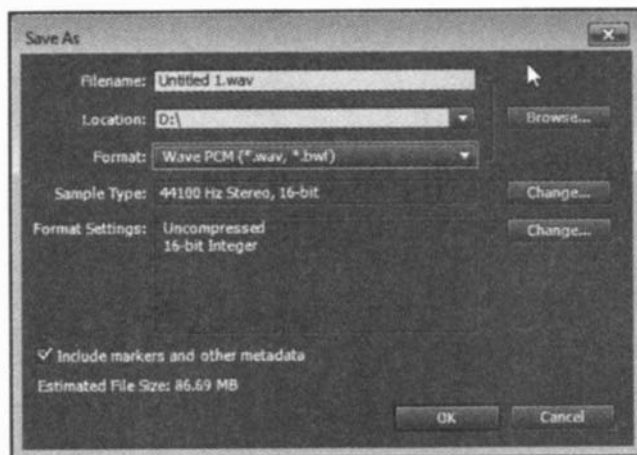 Save As
Filename: Untitled 1.wav
Location: D:\
Browse...
Format: Wave PCM (*.wav, *.bwf)
Sample Type: 44100 Hz Stereo, 16-bit
Change...
Format Settings: Uncompressed
Change...
16-bit Integer
Include markers and other metadata
Estimated File Size: 86.69 MB
OK
Cancel